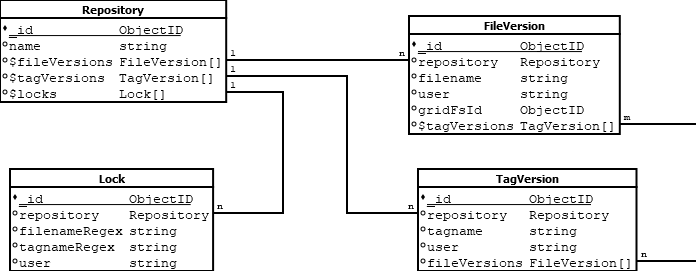 Repository
_id ObjectID
name string
$fileVersions FileVersion[]
$tagVersions TagVersion[]
$locks Lock[]
1
1
1
n
FileVersion
_id ObjectID
repository Repository
filename string
user string
gridFsId ObjectID
$tagVersions TagVersion[]
m
Lock
_id ObjectID
repository Repository
filenameRegex string
tagnameRegex string
user string
n
n
TagVersion
_id ObjectID
repository Repository
tagname string
user string
fileVersions FileVersion[]
n